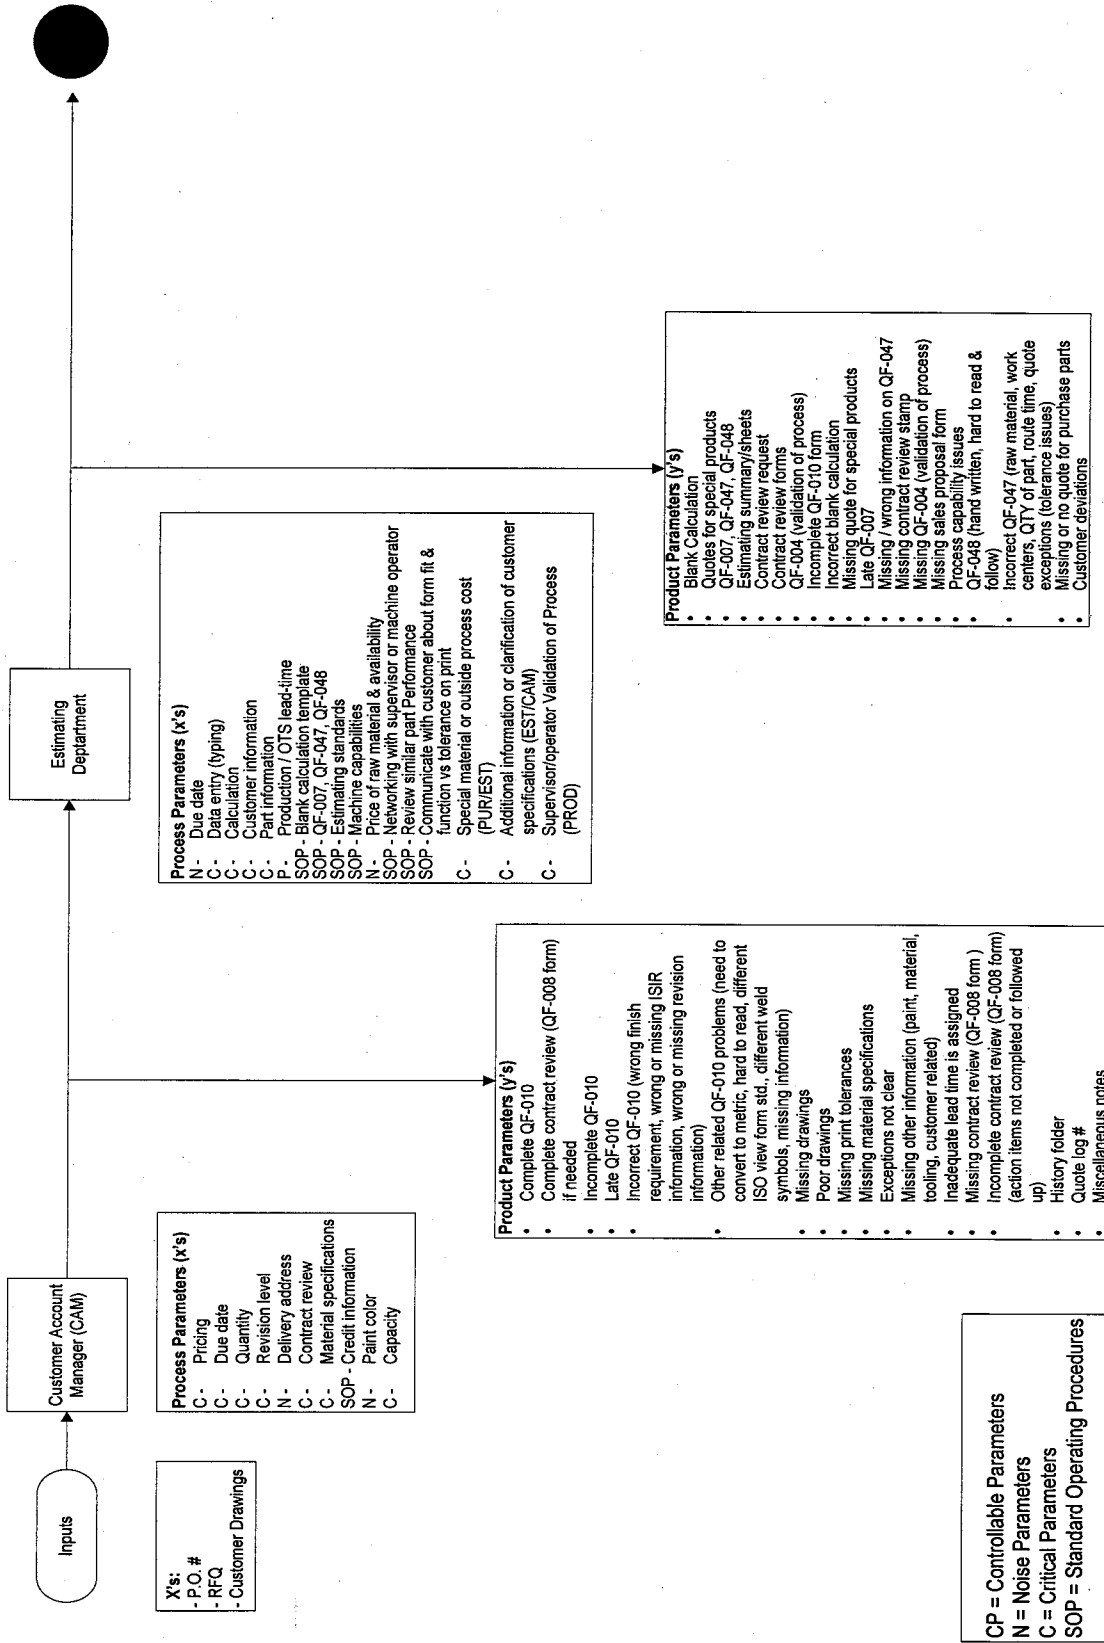 Inputs
Customer Account
Manager (CAM)
Estimating
Deptartment
X's:
- P.O. #
- RFQ
- Customer Drawings
Process Parameters (x's)
C - Pricing
C - Due date
C - Quantity
C - Revision level
N - Delivery address
C - Contract review
C - Material specifications
SOP - Credit information
N - Paint color
C - Capacity
Process Parameters (x's)
N - Due date
C - Data entry (typing)
C - Calculation
C - Customer information
C - Part information
P - Production / OTS lead-time
SOP - Blank calculation template
SOP - QF-007, QF-047, QF-048
SOP - Estimating standards
SOP - Machine capabilities
N - Price of raw material & availability
SOP - Networking with supervisor or machine operator
SOP - Review similar part Performance
SOP - Communicate with customer about form fit &
function vs tolerance on print
C - Special material or outside process cost
(PUR/EST)
C - Additional information or clarification of customer
specifications (EST/CAM)
C - Supervisor/operator Validation of Process
(PROD)
Product Parameters (y's)
• Complete QF-010
• Complete contract review (QF-008 form)
if needed
• Incomplete QF-010
• Late QF-010
• Incorrect QF-010 (wrong finish
requirement, wrong or missing ISIR
information, wrong or missing revision
information)
• Other related QF-010 problems (need to
convert to metric, hard to read, different
ISO view form std., different weld
symbols, missing information)
• Missing drawings
• Poor drawings
• Missing print tolerances
• Missing material specifications
• Exceptions not clear
• Missing other information (paint, material,
tooling, customer related)
• Inadequate lead time is assigned
• Missing contract review (QF-008 form )
• Incomplete contract review (QF-008 form)
(action items not completed or followed
up)
• History folder
• Quote log #
• Miscellaneous notes
Product Parameters (y's)
• Blank Calculation
• Quotes for special products
• QF-007, QF-047, QF-048
• Estimating summary/sheets
• Contract review request
• Contract review forms
• QF-004 (validation of process)
• Incomplete QF-010 form
• Incorrect blank calculation
• Missing quote for special products
• Late QF-007
• Missing / wrong information on QF-047
• Missing contract review stamp
• Missing QF-004 (validation of process)
• Missing sales proposal form
• Process capability issues
• QF-048 (hand written, hard to read &
follow)
• Incorrect QF-047 (raw material, work
centers, QTY of part, route time, quote
exceptions (tolerance issues)
• Missing or no quote for purchase parts
• Customer deviations
CP = Controllable Parameters
N = Noise Parameters
C = Critical Parameters
SOP = Standard Operating Procedures